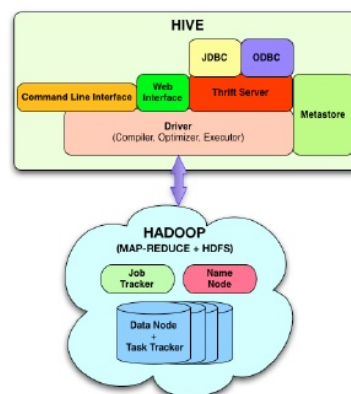 HIVE
JDBC
ODBC
Command Line Interface
Web
Interface
Thrift Server
Metastore
Driver
(Compiler, Optimizer, Executor)
HADOOP
(MAP-REDUCE + HDFS)
Job
Tracker
Name
Node
Data Node
+
Task Tracker